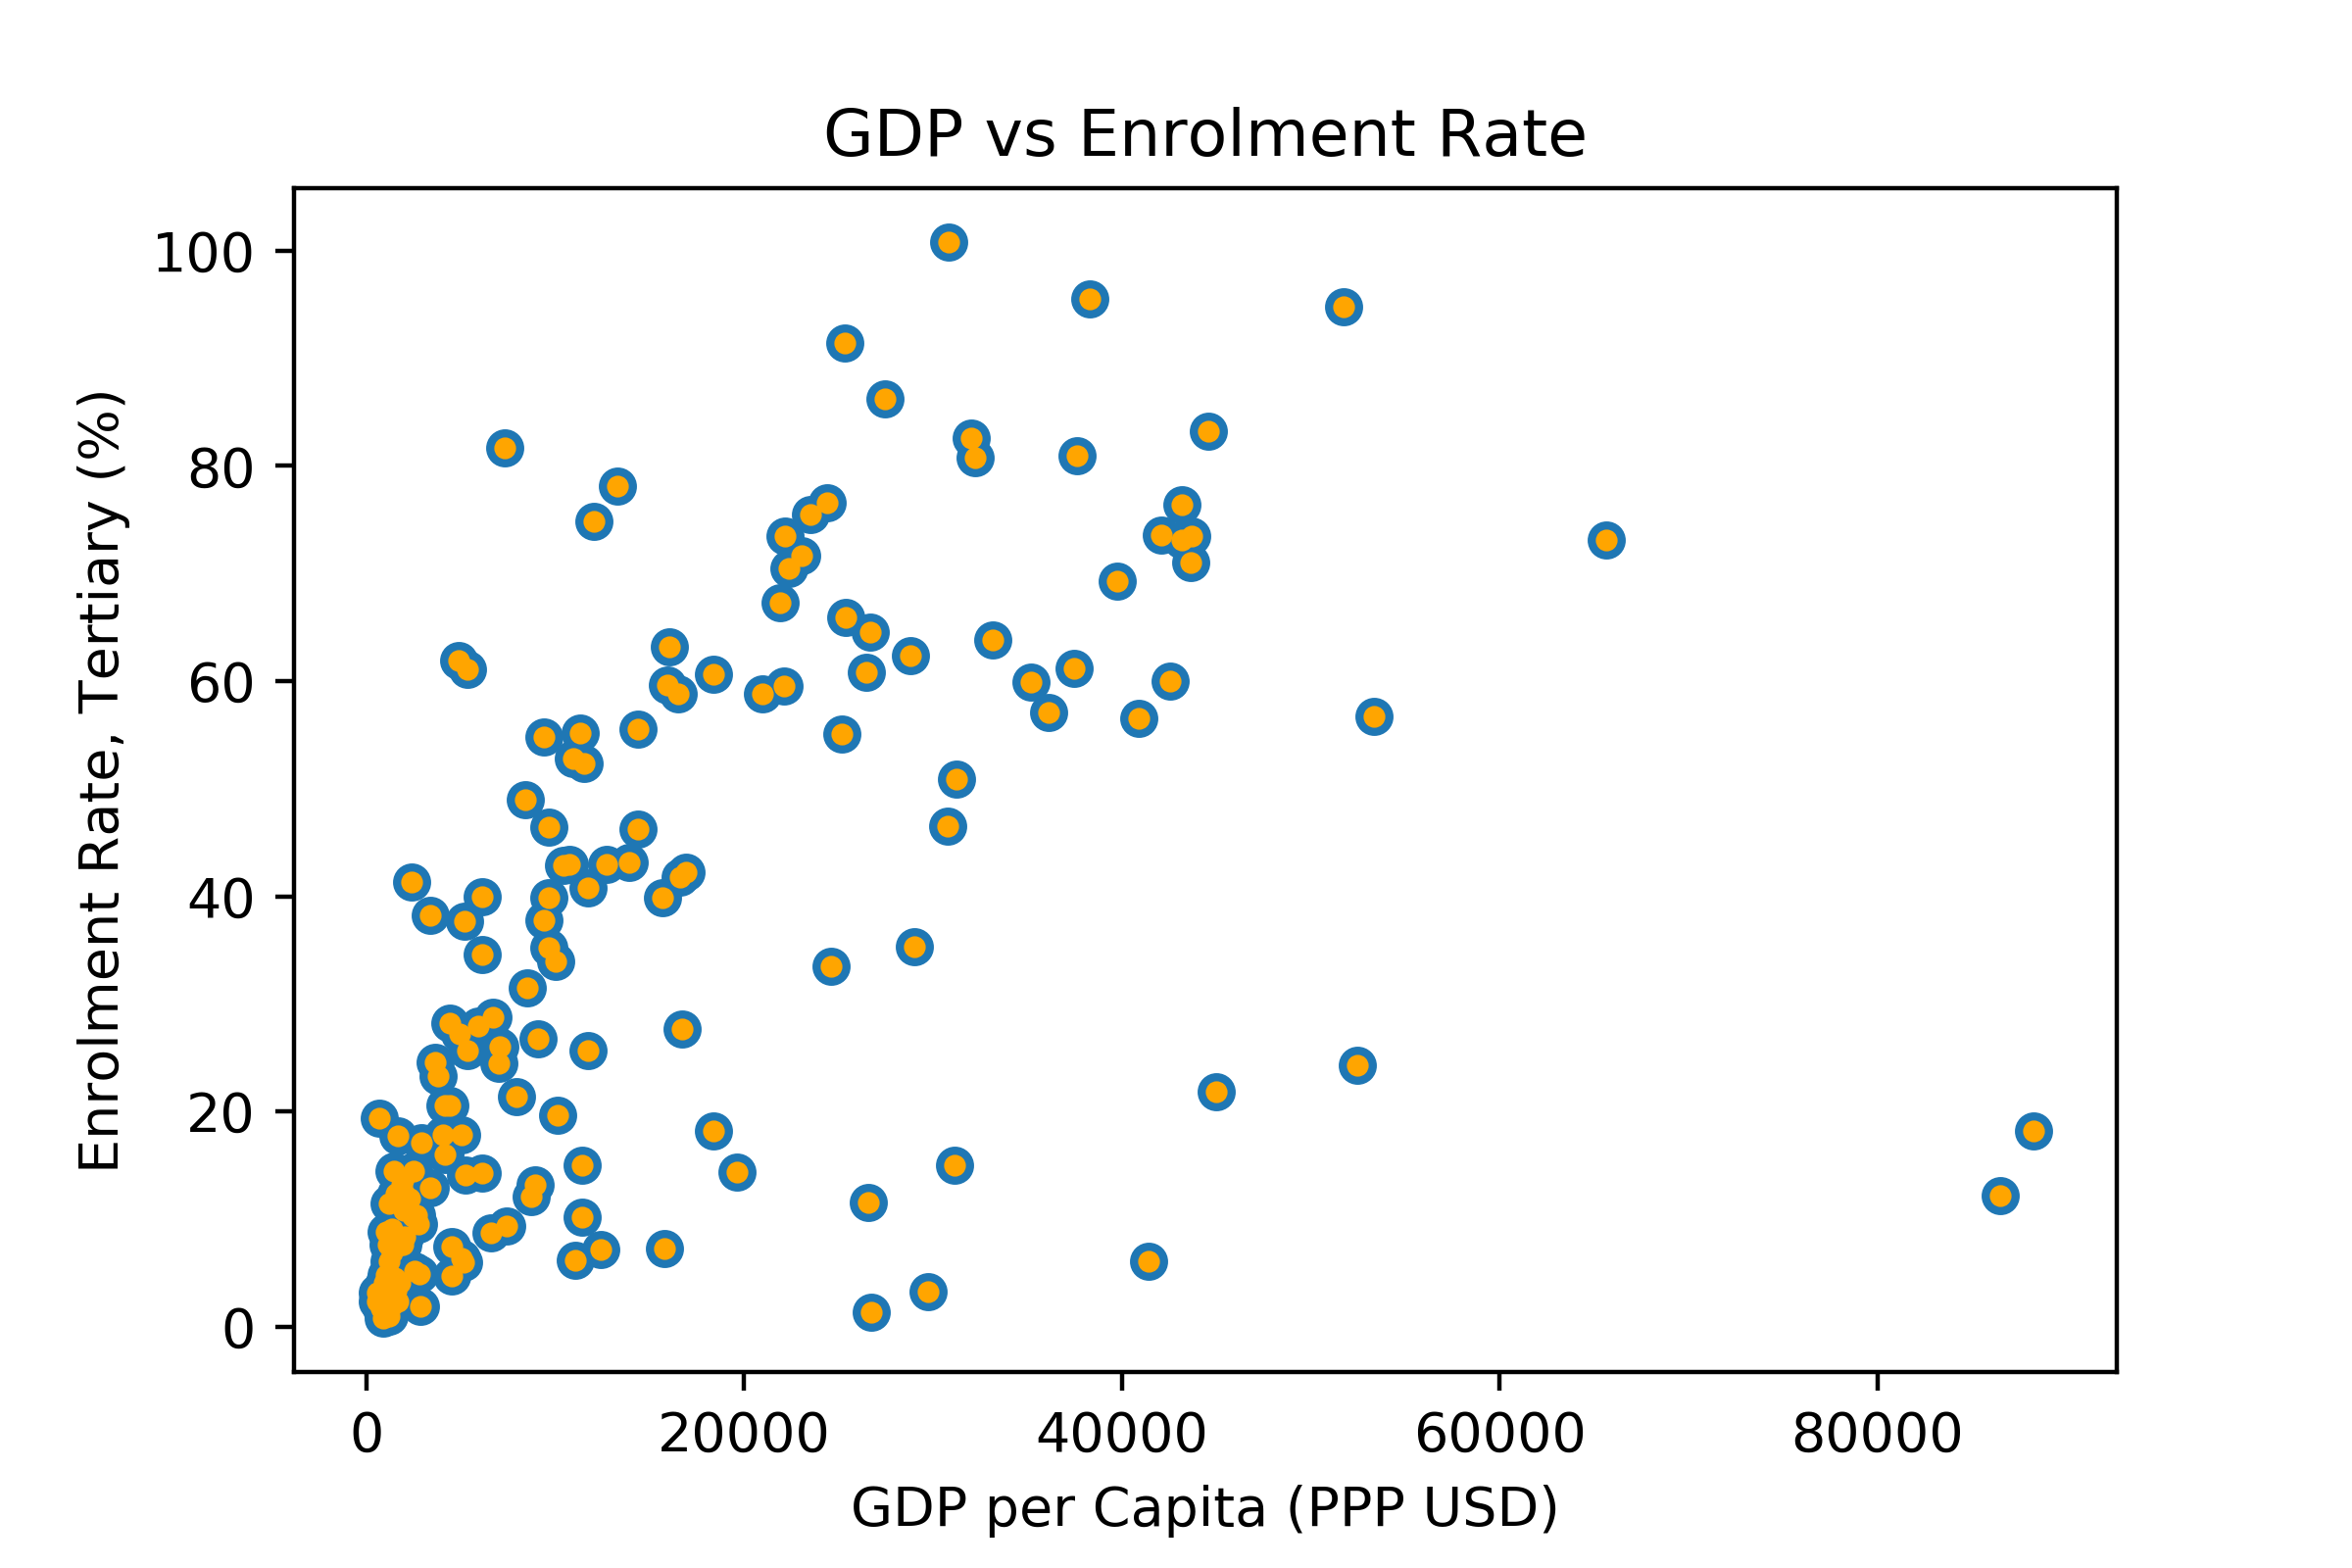 GDP vs Enrolment Rate
Enrolment Rate, Tertiary (%)
100
80
60
40
20
0
0 20000 40000 60000 80000
GDP per Capita (PPP USD)